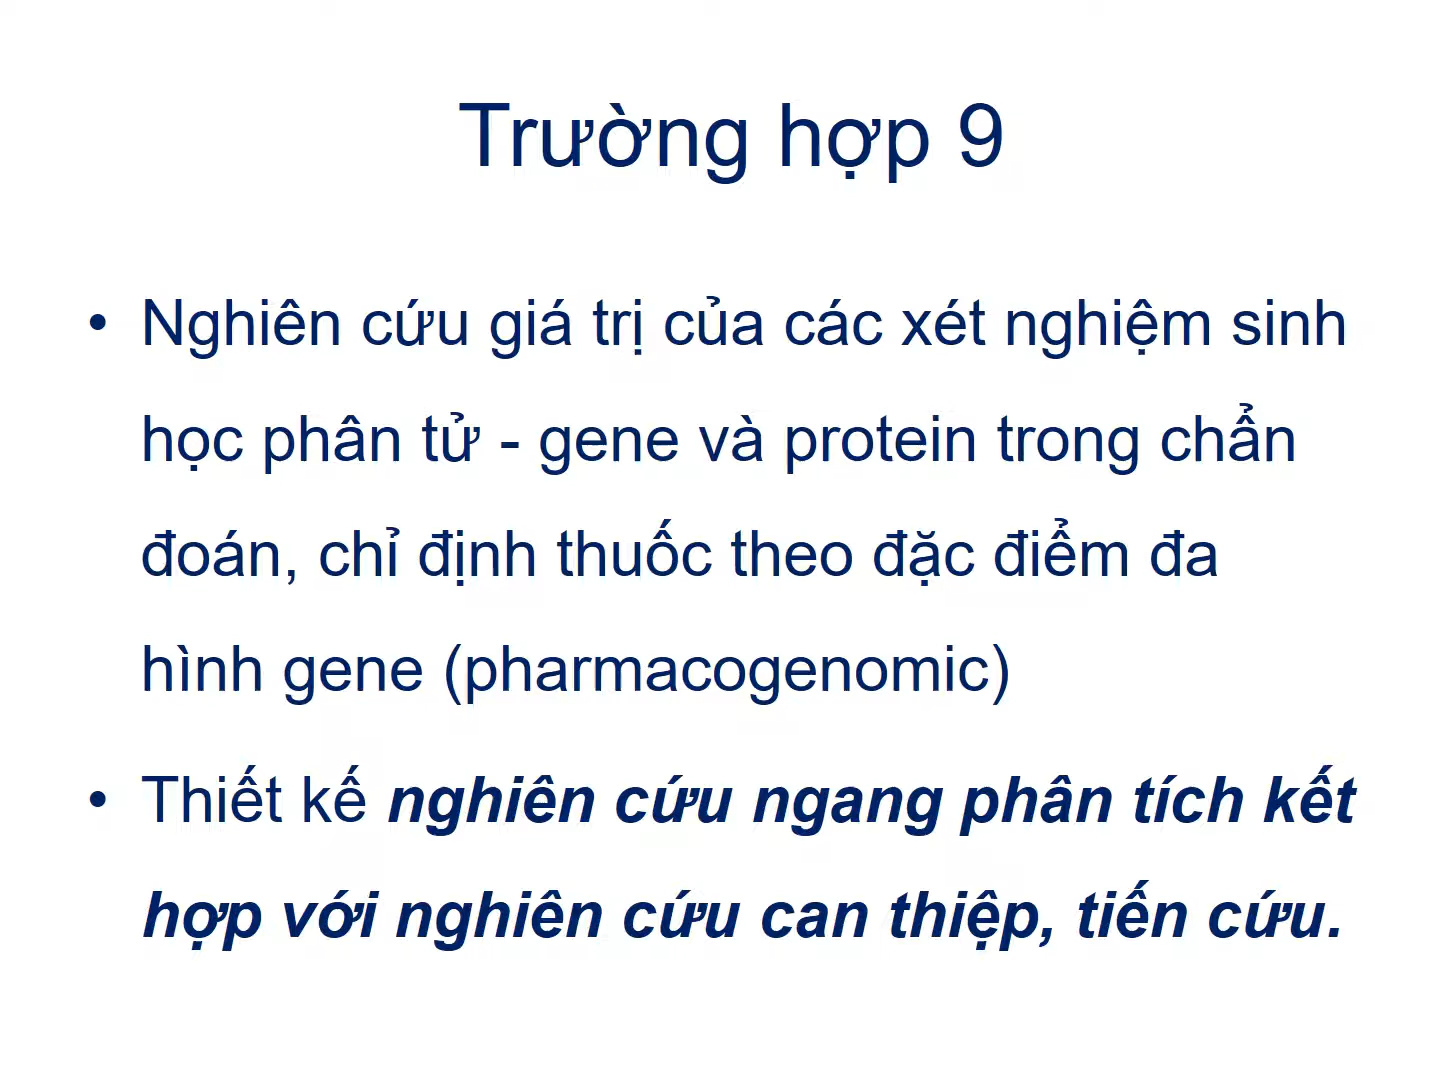 Trường hợp 9
• Nghiên cứu giá trị của các xét nghiệm sinh
học phân tử - gene và protein trong chẩn
đoán, chỉ định thuốc theo đặc điểm đa
hình gene (pharmacogenomic)
• Thiết kế nghiên cứu ngang phân tích kết
hợp với nghiên cứu can thiệp, tiến cứu.